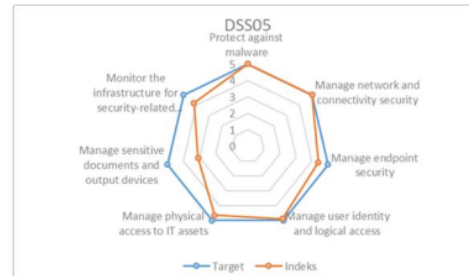 DSS05
Protect against
malware
5
4
3
2
1
0
Monitor the
infrastructure for
security-related...
Manage network and
connectivity security
Manage sensitive
documents and
output devices
Manage endpoint
security
Manage physical
access to IT assets
Manage user identity
and logical access
Target
Indeks